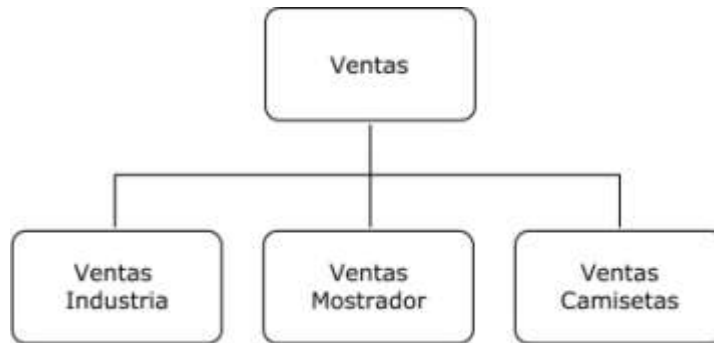 Ventas
Ventas
Industria
Ventas
Mostrador
Ventas
Camisetas